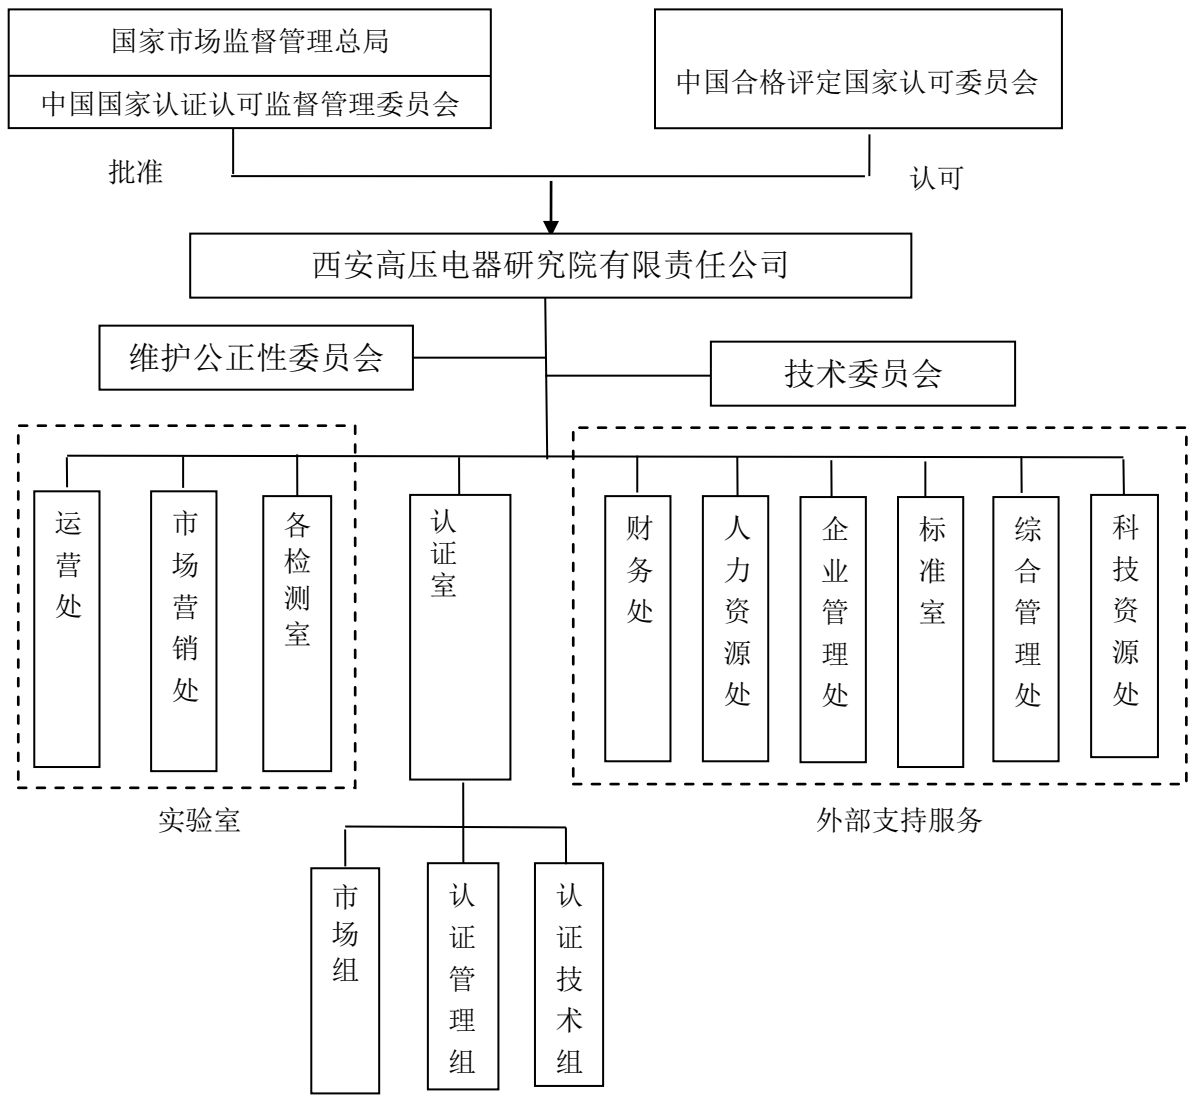 国家市场监督管理总局
中国国家认证认可监督管理委员会
中国合格评定国家认可委员会
批准
认可
西安高压电器研究院有限责任公司
维护公正性委员会
技术委员会
运营处
市场营销处
各检测室
认证室
财务处
人力资源处
企业管理处
标准室
综合管理处
科技资源处
实验室
外部支持服务
市场组
认证管理组
认证技术组